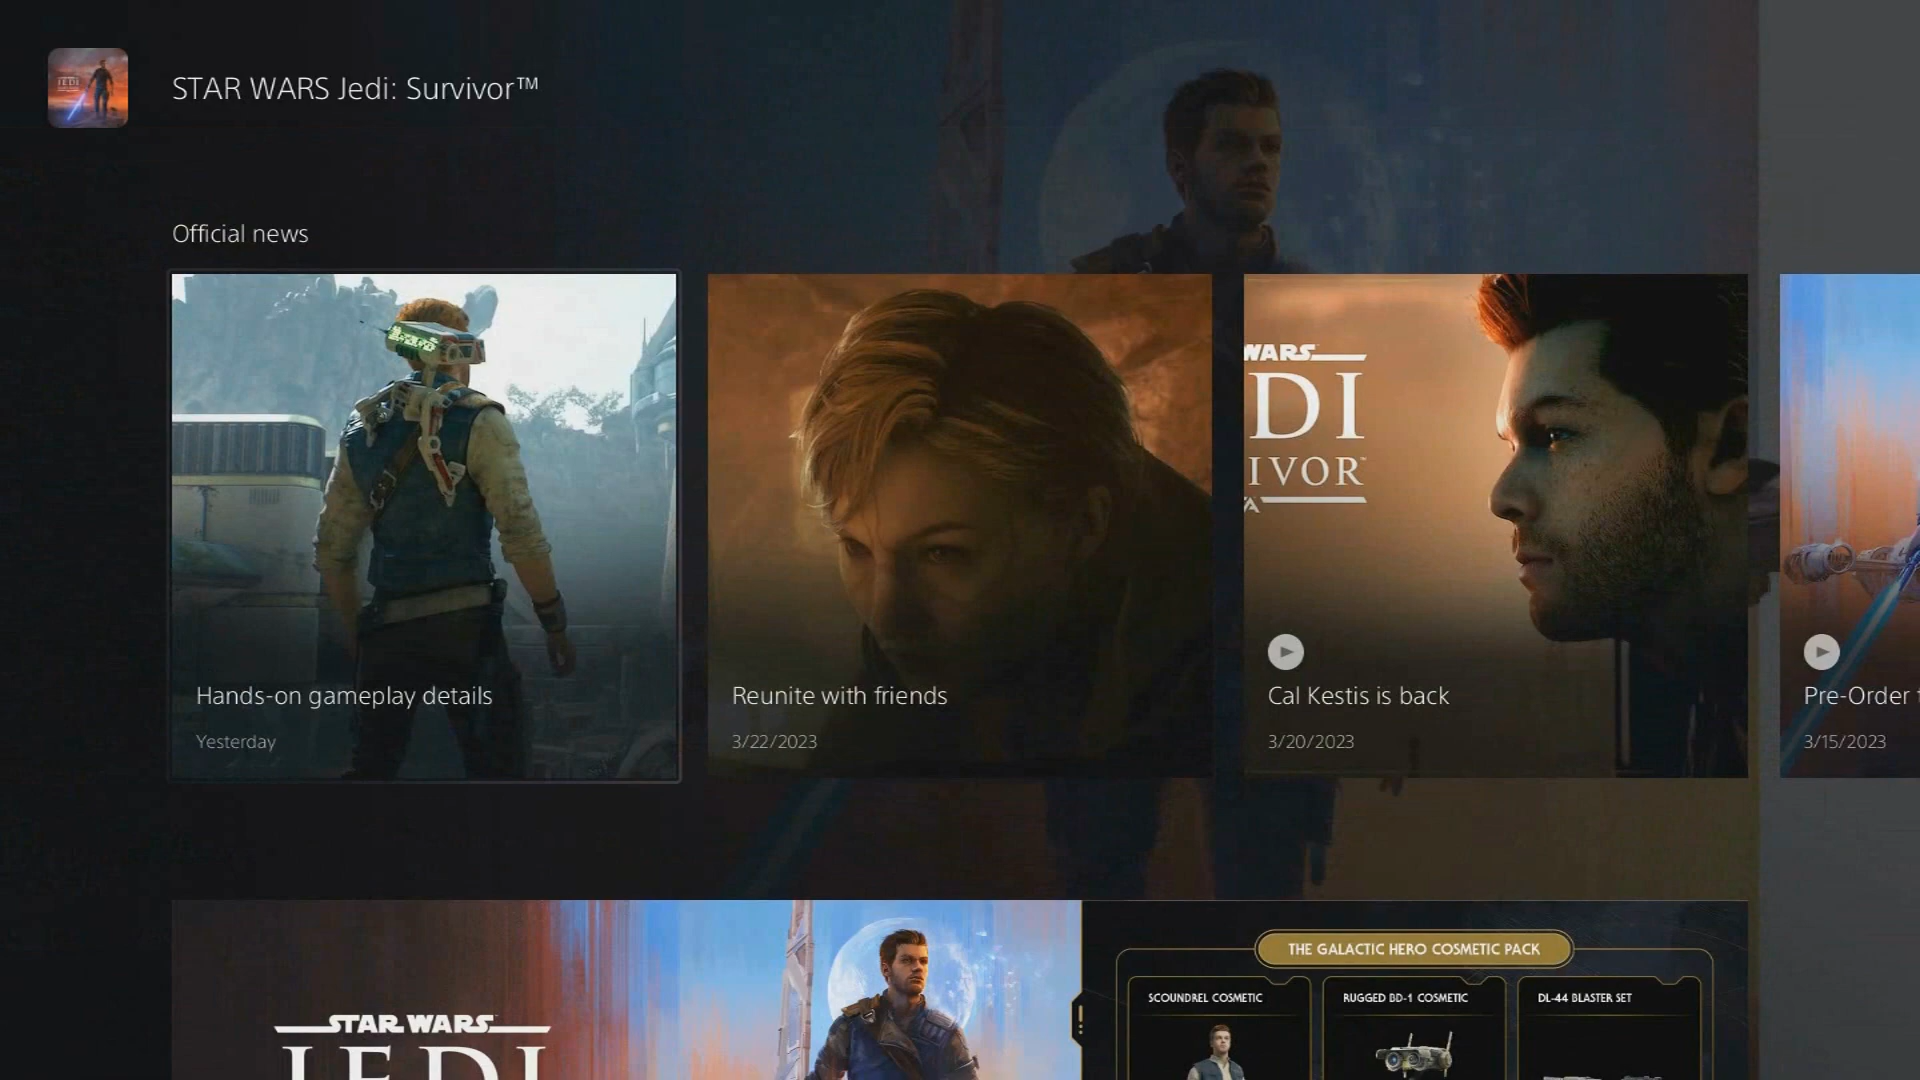 STAR WARS Jedi: Survivor™
Official news
Hands-on gameplay details
Yesterday
Reunite with friends
3/22/2023
WARS
DI
IVOR™
Cal Kestis is back
3/20/2023
Pre-Order
3/15/2023
STAR WARS
JEDI
THE GALACTIC HERO COSMETIC PACK
SCOUNDREL COSMETIC
RUGGED BD-1 COSMETIC
DL-44 BLASTER SET